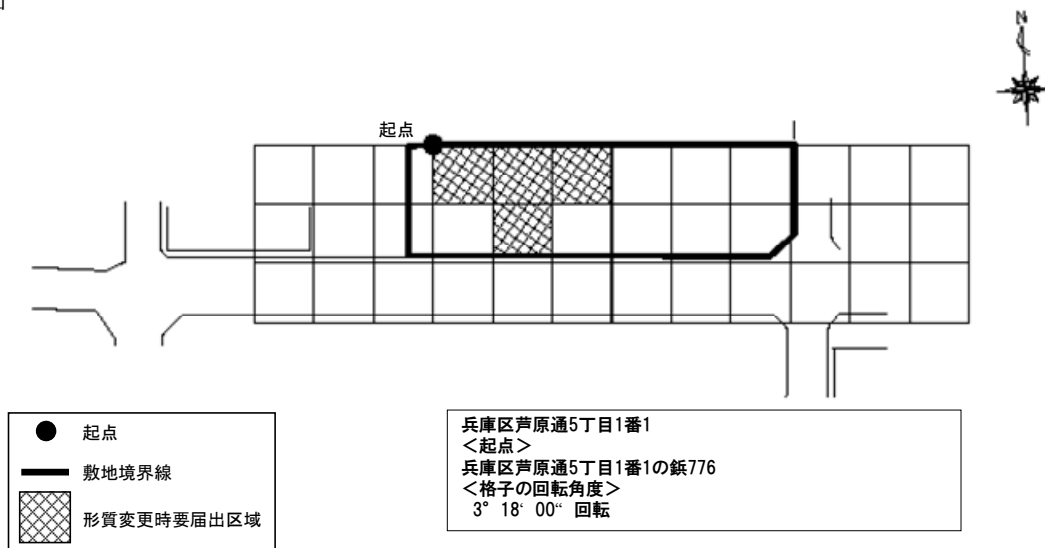 N
起点
起点
敷地境界線
形質変更時要届出区域
兵庫区芦原通5丁目1番1
<起点>
兵庫区芦原通5丁目1番1の鋲776
<格子の回転角度>
3° 18‘ 00“ 回転